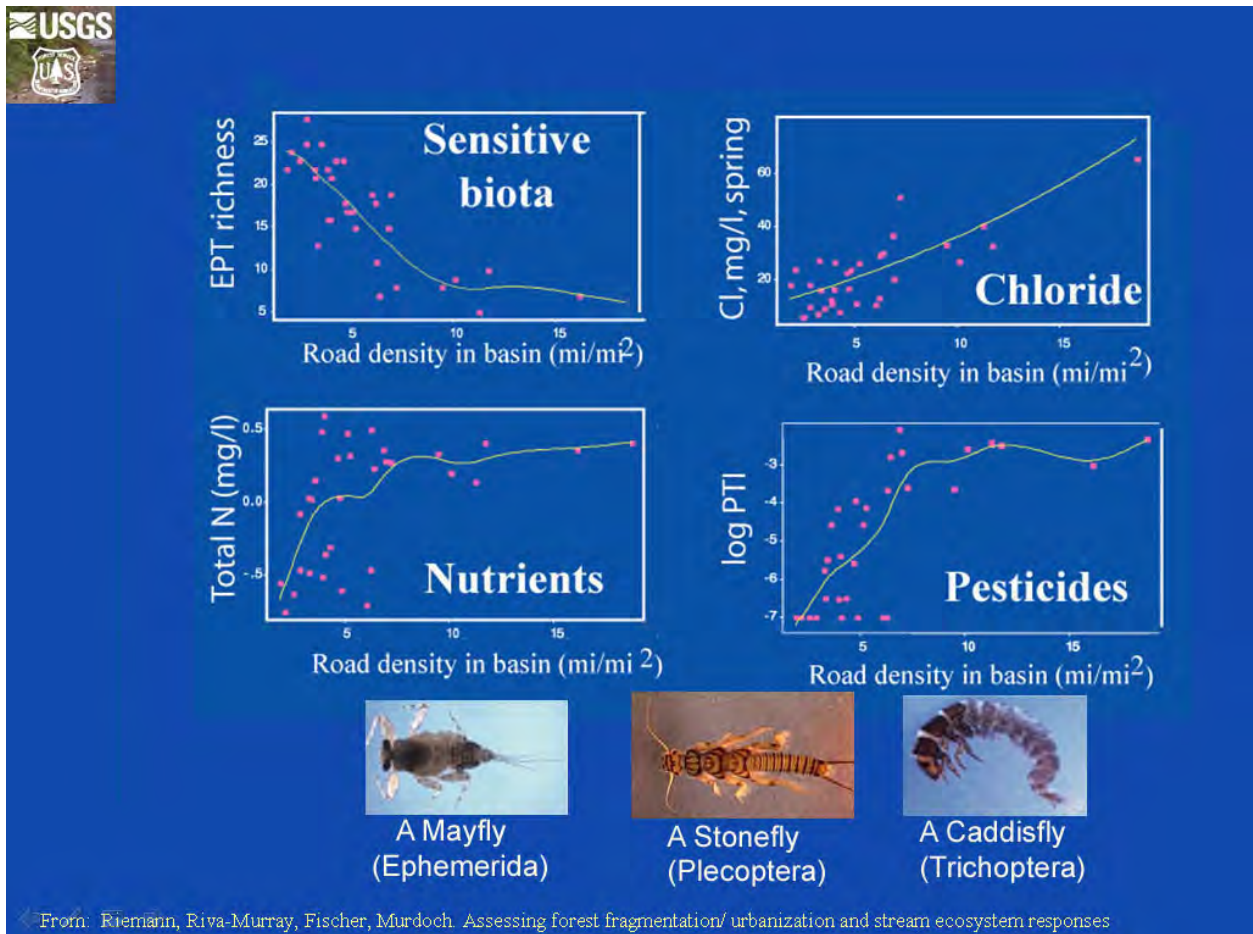 USGS
FOREST SERVICE
U S
Sensitive
biota
EPT richness
25
20
15
10
5
5 10 15
Road density in basin (mi/mi2)
Chloride
Cl, mg/l, spring
60
40
20
5 10 15
Road density in basin (mi/mi2)
Nutrients
Total N (mg/l)
0.5
0.0
-.5
5 10 15
Road density in basin (mi/mi 2)
Pesticides
log PTI
-3
-4
-5
-6
-7
5 10 15
Road density in basin (mi/mi2)
A Mayfly
(Ephemerida)
A Stonefly
(Plecoptera)
A Caddisfly
(Trichoptera)
From: Riemann, Riva-Murray, Fischer, Murdoch. Assessing forest fragmentation/ urbanization and stream ecosystem responses